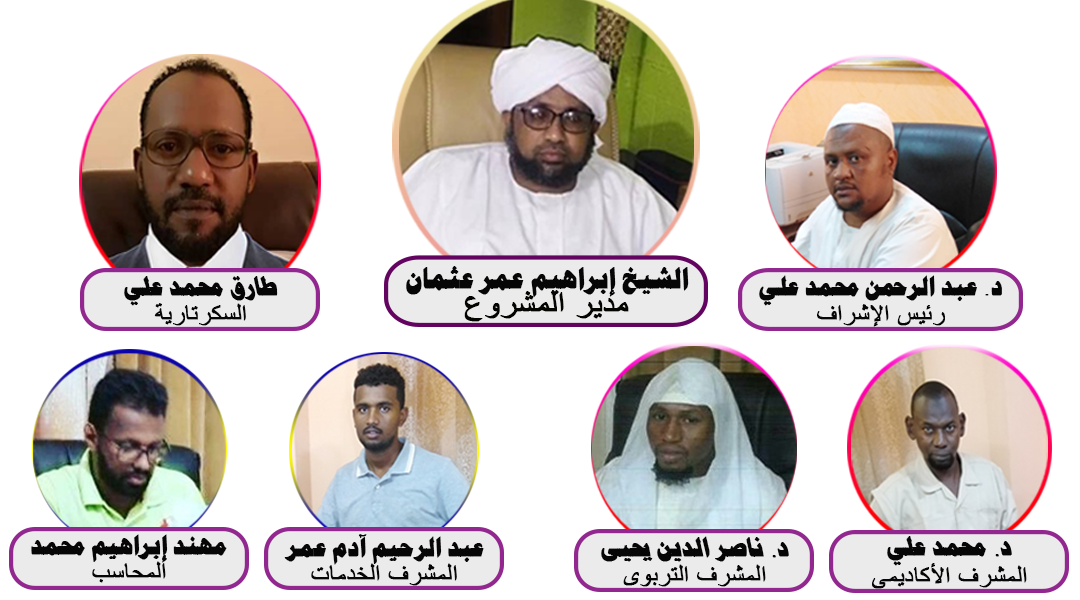 الشيخ إبراهيم عمر عثمان
مدير المشروع
د. عبد الرحمن محمد علي
رئيس الإشراف
طارق محمد علي
السكرتارية
د. محمد علي
المشرف الأكاديمي
د. ناصر الدين يحيى
المشرف التربوي
عبد الرحيم آدم عمر
المشرف الخدمات
مهند إبراهيم محمد
المحاسب